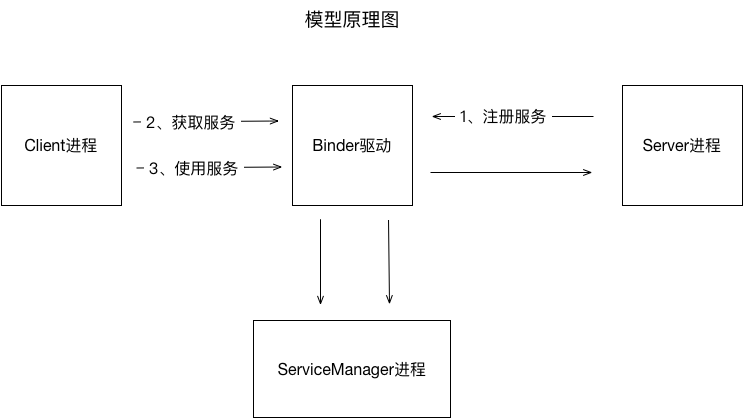 模型原理图
2、获取服务
1、注册服务
Client进程
Binder驱动
Server进程
3、使用服务
ServiceManager进程